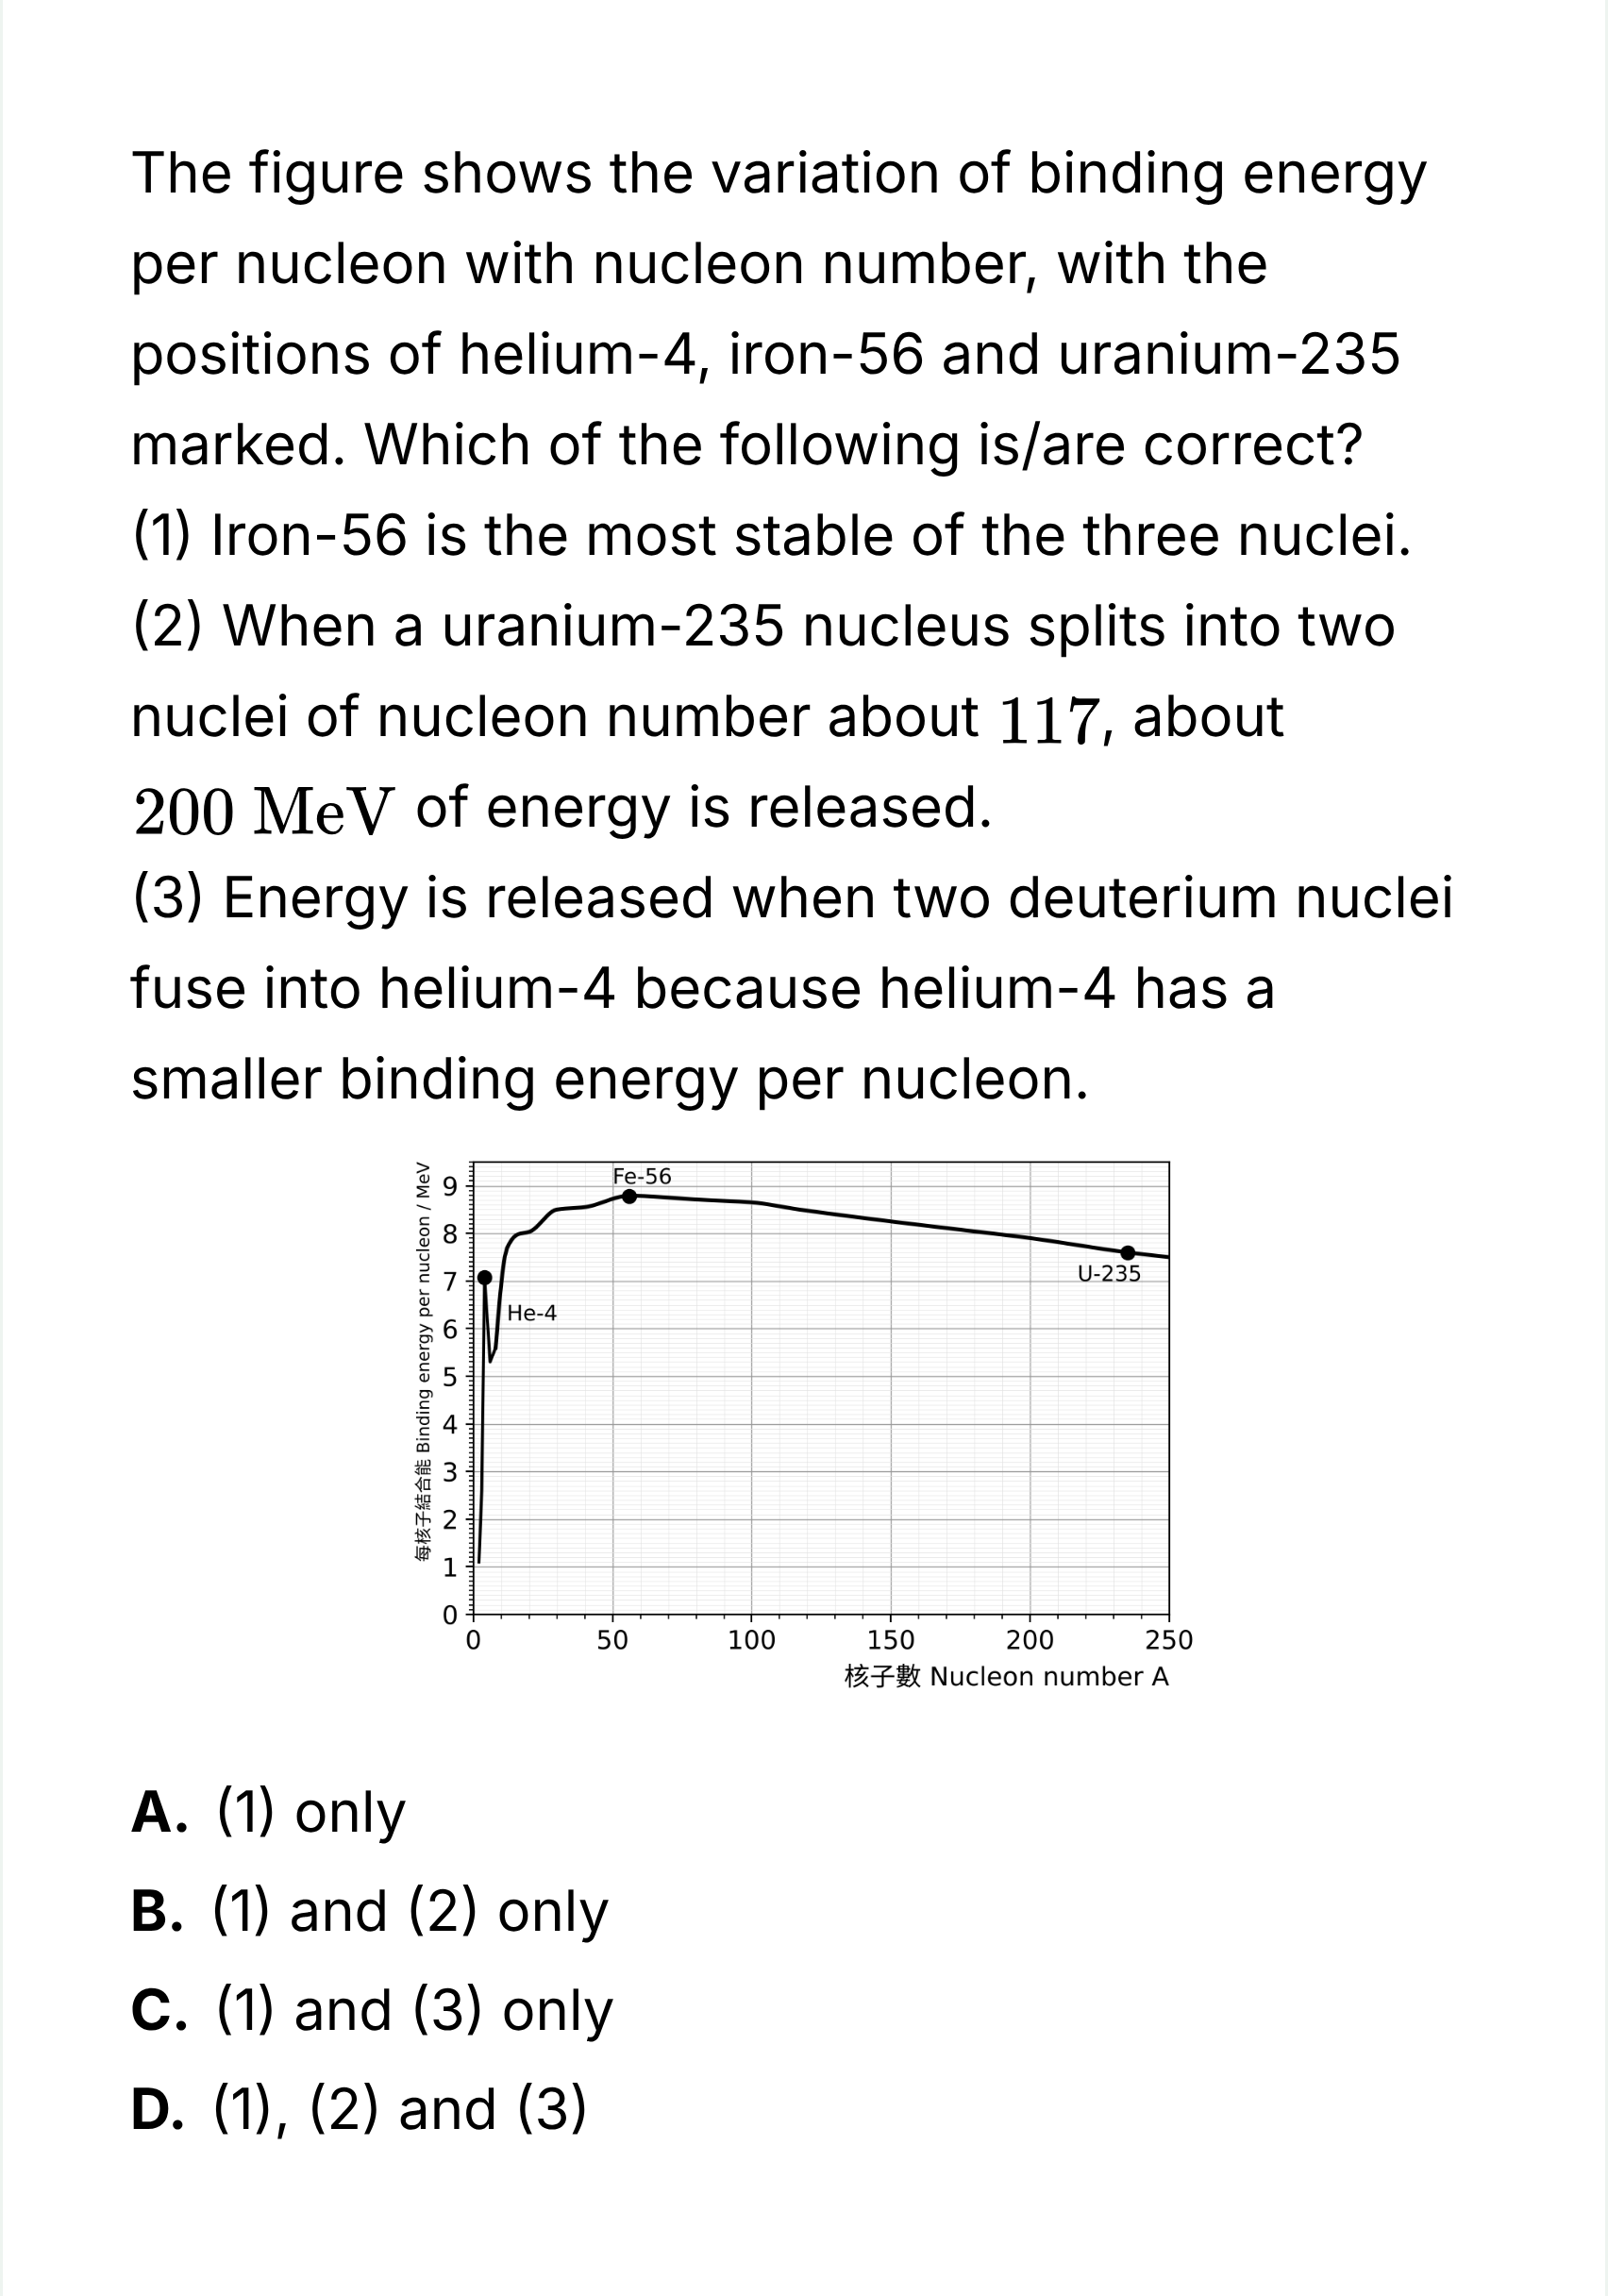 The figure shows the variation of binding energy
per nucleon with nucleon number, with the
positions of helium-4, iron-56 and uranium-235
marked. Which of the following is/are correct?
(1) Iron-56 is the most stable of the three nuclei.
(2) When a uranium-235 nucleus splits into two
nuclei of nucleon number about 117, about
200 MeV of energy is released.
(3) Energy is released when two deuterium nuclei
fuse into helium-4 because helium-4 has a
smaller binding energy per nucleon.
每核子結合能 Binding energy per nucleon / MeV
9
8
7
6
5
4
3
2
1
0
Fe-56
He-4
U-235
0 50 100 150 200 250
核子數 Nucleon number A
A. (1) only
B. (1) and (2) only
C. (1) and (3) only
D. (1), (2) and (3)